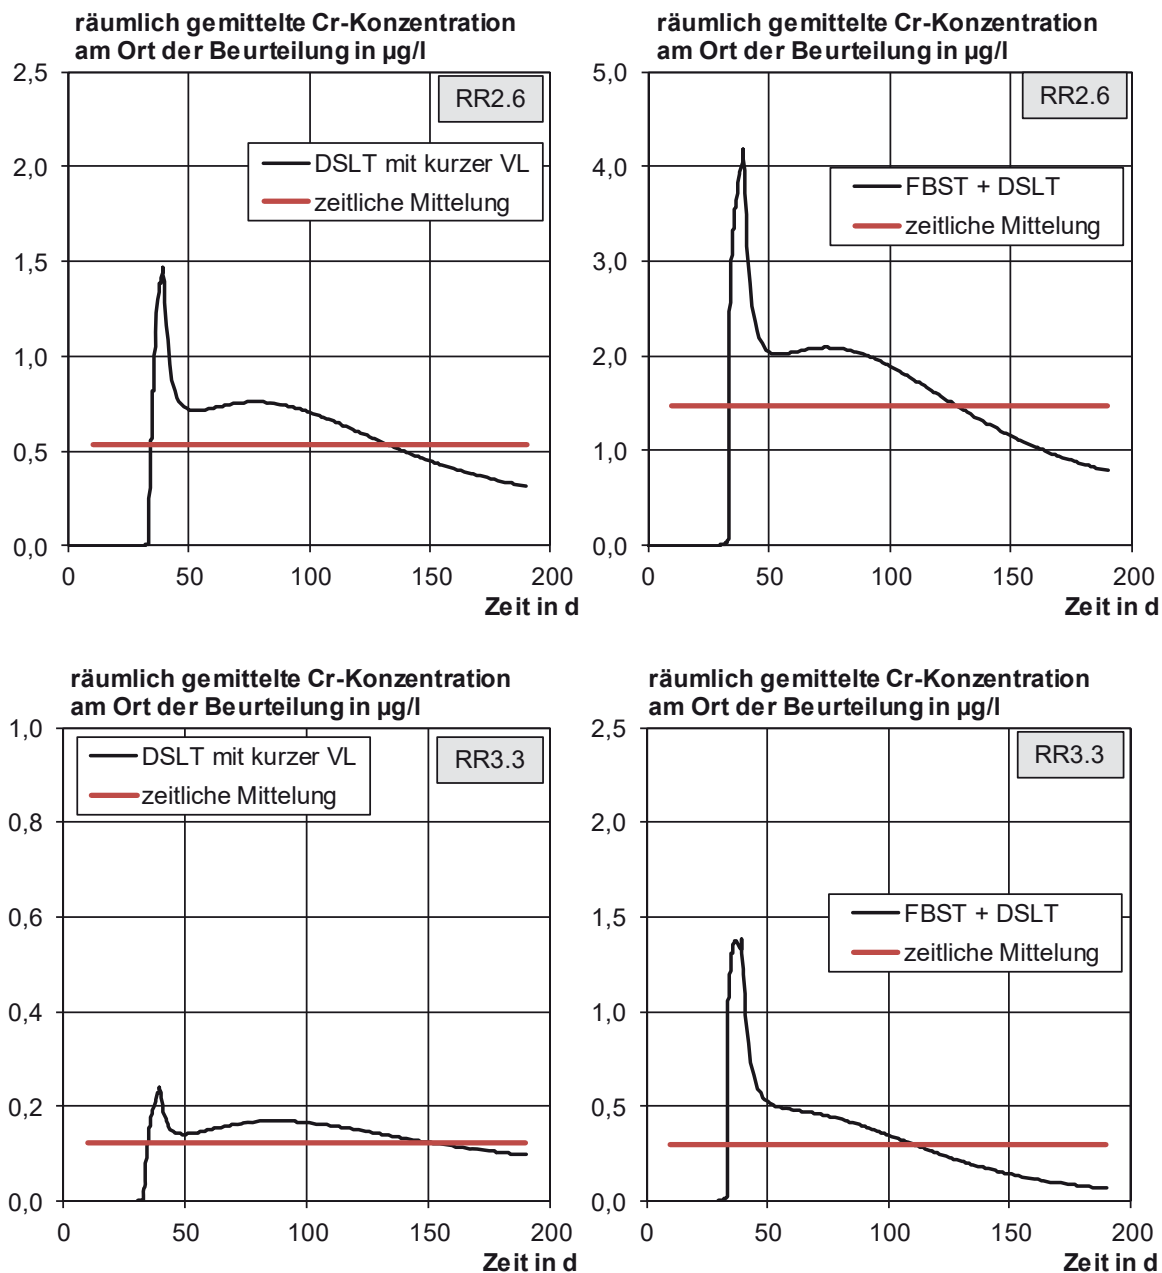 räumlich gemittelte Cr-Konzentration
am Ort der Beurteilung in µg/l
2,5
2,0
1,5
1,0
0,5
0,0
RR2.6
DSLT mit kurzer VL
zeitliche Mittelung
0 50 100 150 200
Zeit in d
räumlich gemittelte Cr-Konzentration
am Ort der Beurteilung in µg/l
5,0
4,0
3,0
2,0
1,0
0,0
RR2.6
FBST + DSLT
zeitliche Mittelung
0 50 100 150 200
Zeit in d
räumlich gemittelte Cr-Konzentration
am Ort der Beurteilung in µg/l
1,0
0,8
0,6
0,4
0,2
0,0
DSLT mit kurzer VL
zeitliche Mittelung
RR3.3
0 50 100 150 200
Zeit in d
räumlich gemittelte Cr-Konzentration
am Ort der Beurteilung in µg/l
2,5
2,0
1,5
1,0
0,5
0,0
RR3.3
FBST + DSLT
zeitliche Mittelung
0 50 100 150 200
Zeit in d